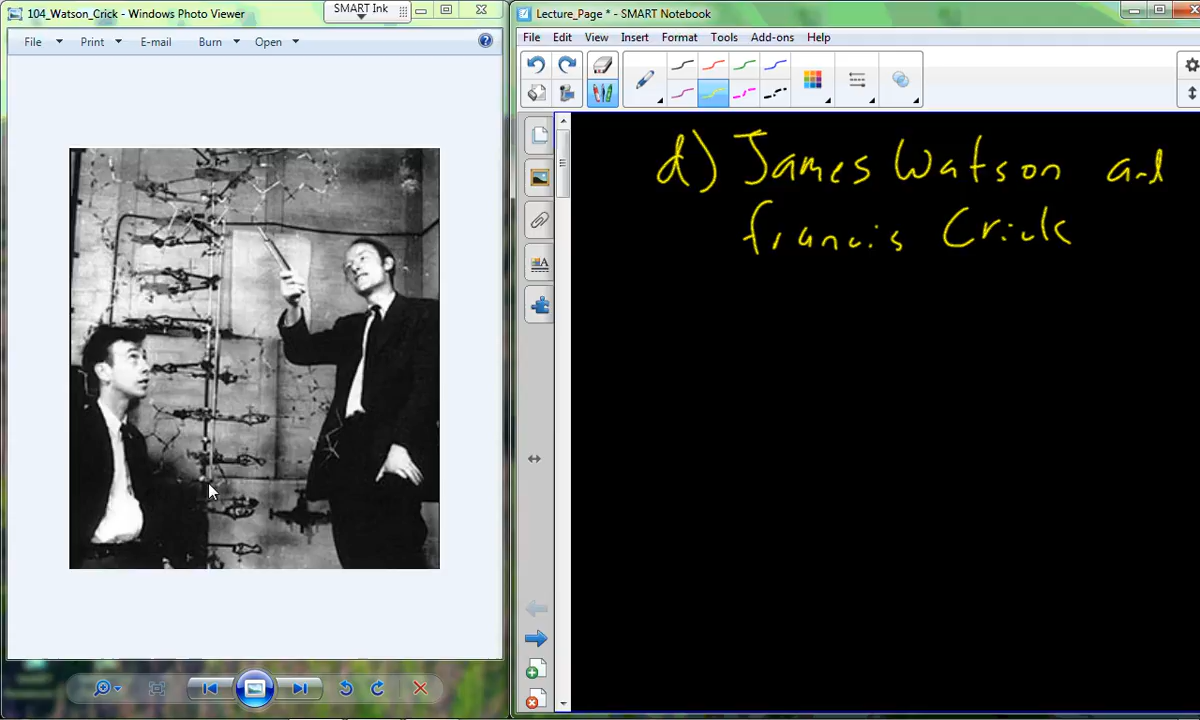 104_Watson_Crick - Windows Photo Viewer
SMART Ink
File
Print
E-mail
Burn
Open
Lecture_Page * - SMART Notebook
File Edit View Insert Format Tools Add-ons Help
d) James Watson and
Francis Crick